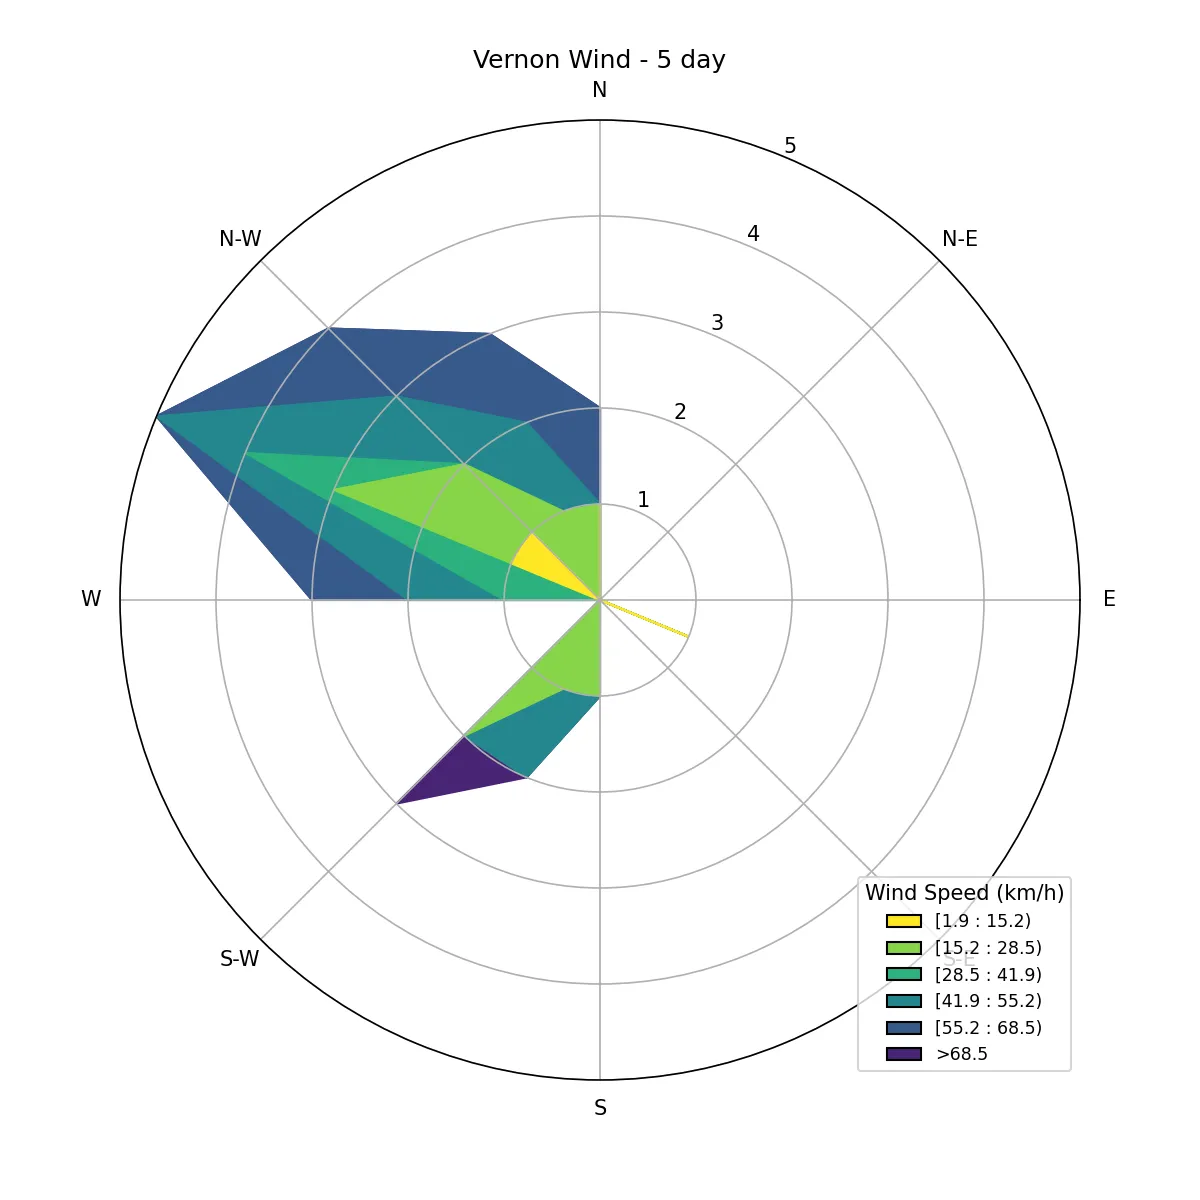 Vernon Wind - 5 day
N
5
N-W
N-E
4
3
2
1
W
E
S-W
S-E
Wind Speed (km/h)
[1.9 : 15.2)
[15.2 : 28.5)
[28.5 : 41.9)
[41.9 : 55.2)
[55.2 : 68.5)
>68.5
S